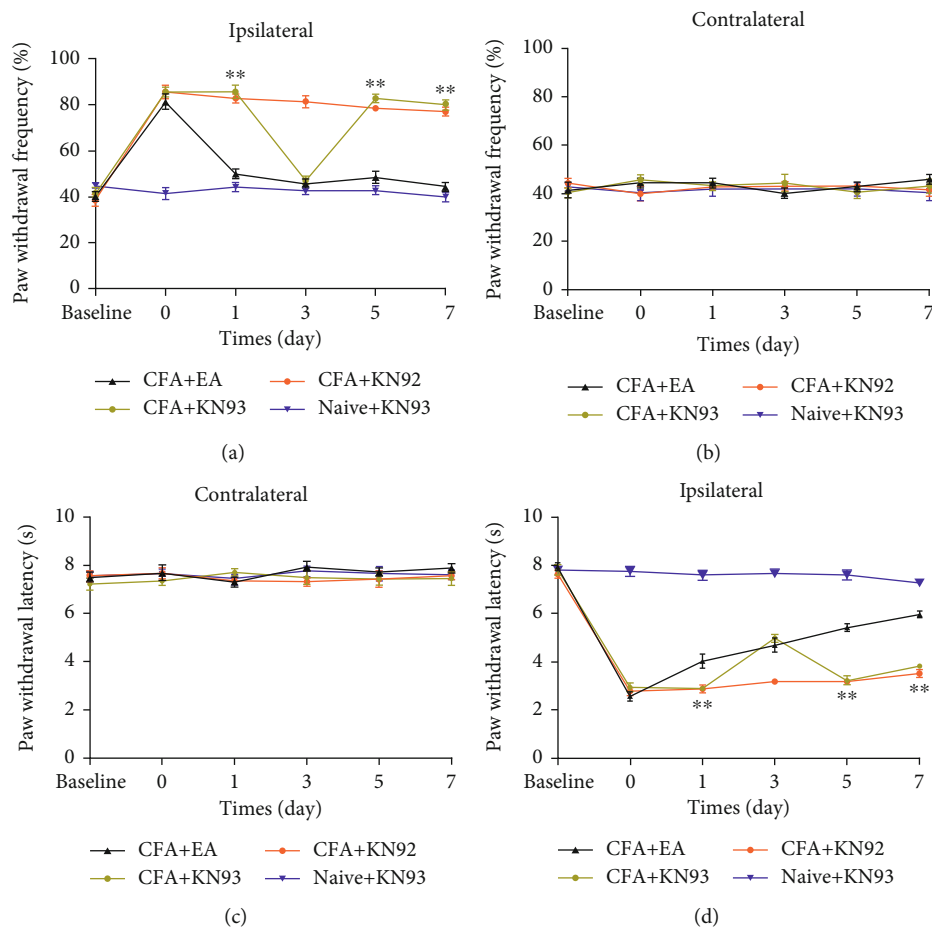 Ipsilateral
Paw withdrawal frequency (%)
100
80
60
40
20
0
** ** **
Baseline 0 1 3 5 7
Times (day)
CFA+EA CFA+KN92
CFA+KN93 Naive+KN93
(a)
Contralateral
Paw withdrawal frequency (%)
100
80
60
40
20
0
Baseline 0 1 3 5 7
Times (day)
CFA+EA CFA+KN92
CFA+KN93 Naive+KN93
(b)
Contralateral
Paw withdrawal latency (s)
10
8
6
4
2
0
Baseline 0 1 3 5 7
Times (day)
CFA+EA CFA+KN92
CFA+KN93 Naive+KN93
(c)
Ipsilateral
Paw withdrawal latency (s)
10
8
6
4
2
0
** ** **
Baseline 0 1 3 5 7
Times (day)
CFA+EA CFA+KN92
CFA+KN93 Naive+KN93
(d)